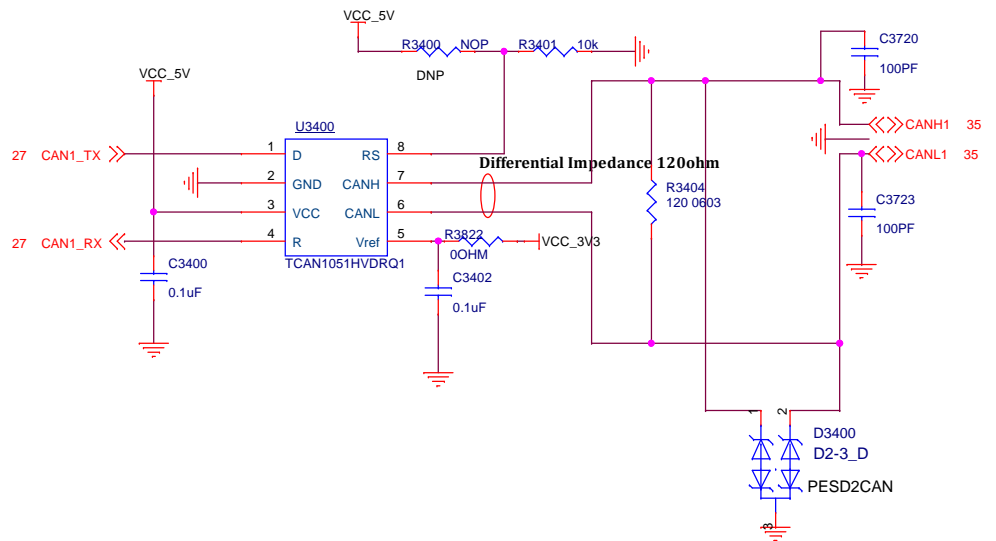 VCC_5V
R3400 NOP R3401 10k
DNP
C3720
100PF
VCC_5V
U3400
27 CAN1_TX 1 D RS 8
CANH1 35
Differential Impedance 120ohm
2 GND CANH 7
CANL1 35
R3404
120 0603
3 VCC CANL 6
C3723
100PF
27 CAN1_RX 4 R Vref 5
R3822
0OHM
VCC_3V3
TCAN1051HVDRQ1
C3400
0.1uF
C3402
0.1uF
1 2
D3400
D2-3_D
PESD2CAN
3